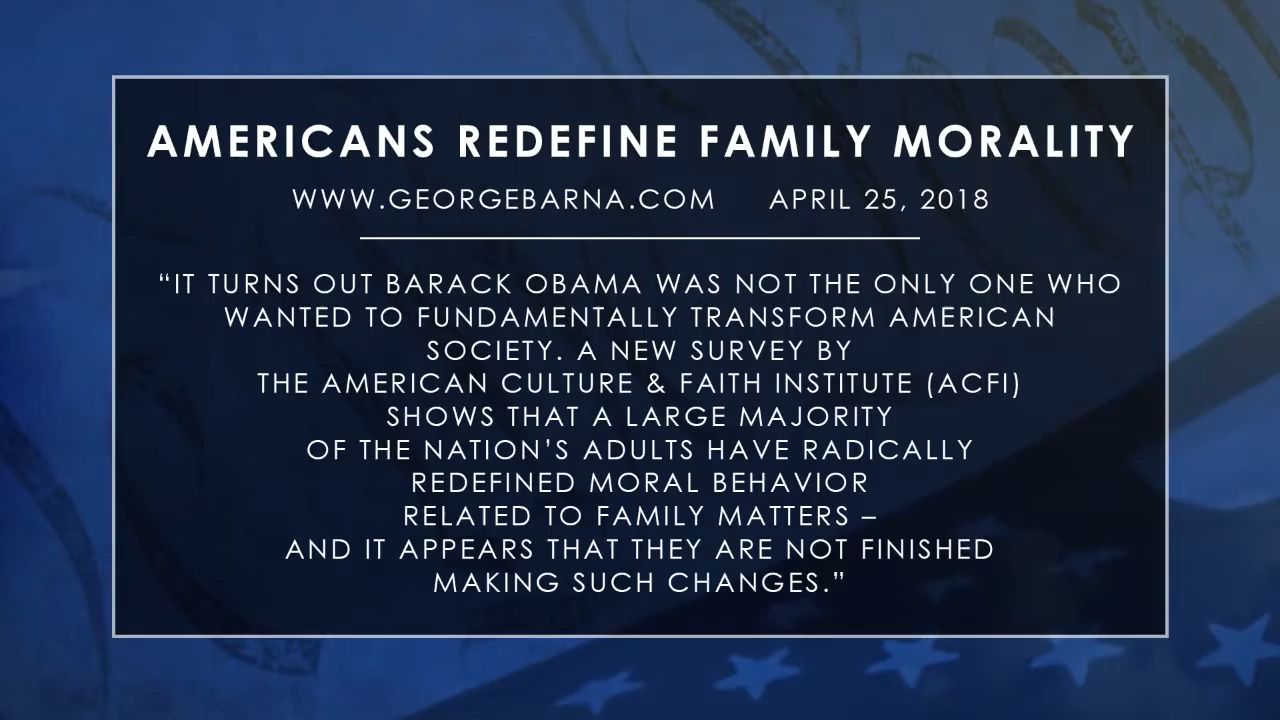 AMERICANS REDEFINE FAMILY MORALITY
WWW.GEORGEBARNA.COM APRIL 25, 2018
“IT TURNS OUT BARACK OBAMA WAS NOT THE ONLY ONE WHO
WANTED TO FUNDAMENTALLY TRANSFORM AMERICAN
SOCIETY. A NEW SURVEY BY
THE AMERICAN CULTURE & FAITH INSTITUTE (ACFI)
SHOWS THAT A LARGE MAJORITY
OF THE NATION’S ADULTS HAVE RADICALLY
REDEFINED MORAL BEHAVIOR
RELATED TO FAMILY MATTERS –
AND IT APPEARS THAT THEY ARE NOT FINISHED
MAKING SUCH CHANGES.”